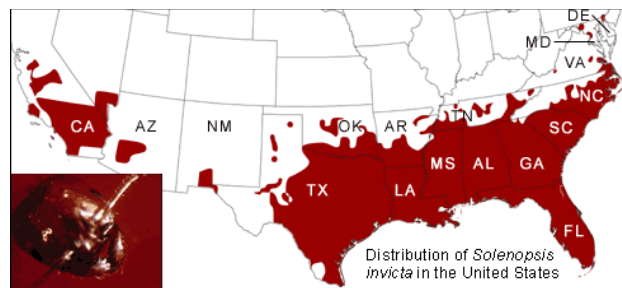 DE
MD
VA
CA
AZ
NM
OK
AR
TN
NC
SC
MS
AL
GA
TX
LA
FL
Distribution of Solenopsis
invicta in the United States